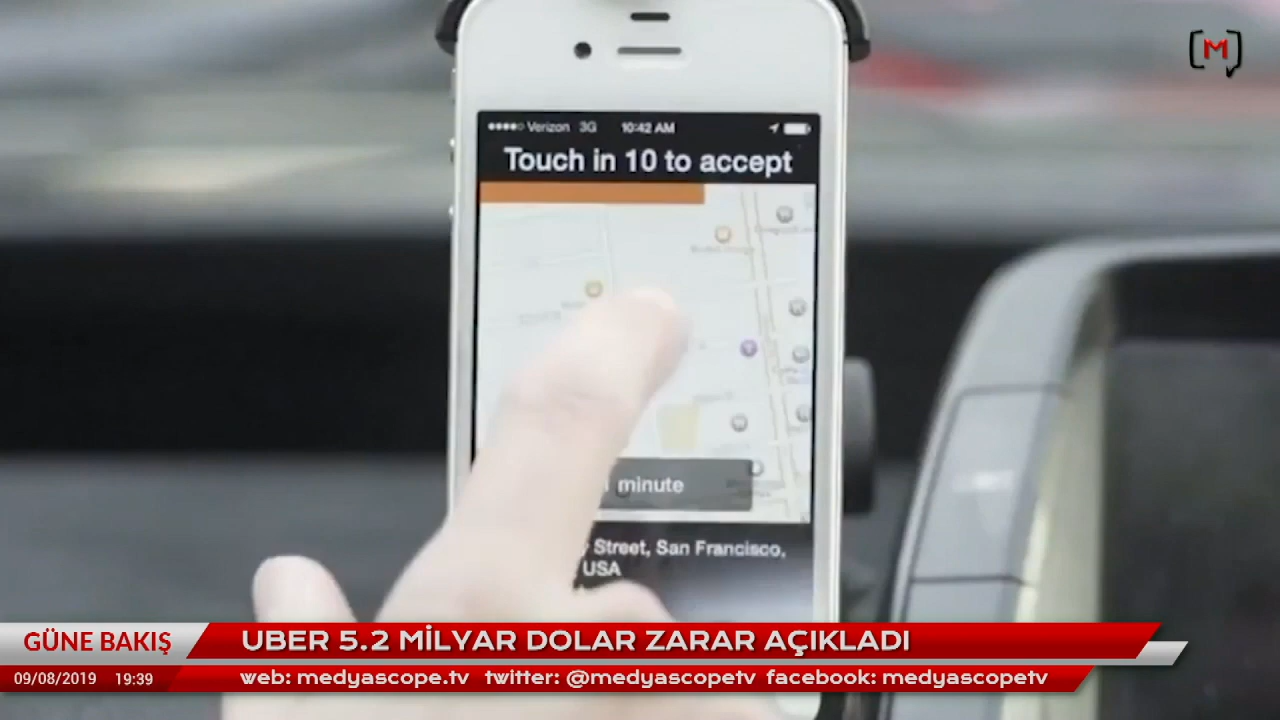 M
Verizon 3G 10:42 AM
Touch in 10 to accept
minute
Street, San Francisco,
USA
GÜNE BAKIŞ
UBER 5.2 MİLYAR DOLAR ZARAR AÇIKLADI
09/08/2019 19:39
web: medyascope.tv twitter: @medyascopetv facebook: medyascopetv